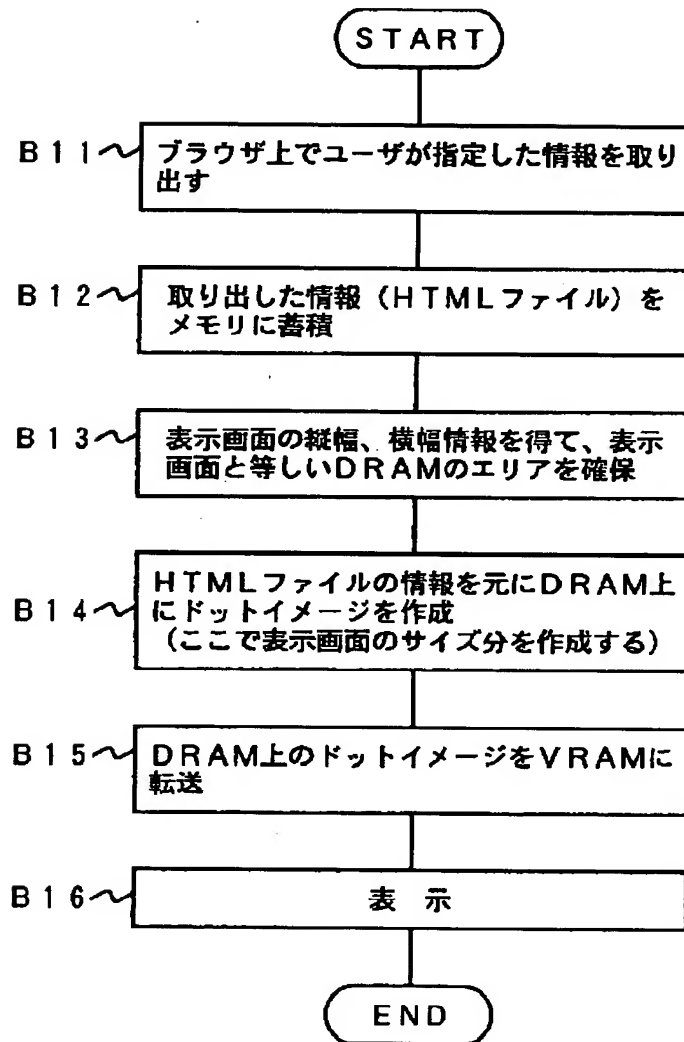 START
B11 ブラウザ上でユーザが指定した情報を取り
出す
B12 取り出した情報（HTMLファイル）を
メモリに蓄積
B13 表示画面の縦幅、横幅情報を得て、表示
画面と等しいDRAMのエリアを確保
HTMLファイルの情報を元にDRAM上
B14 にドットイメージを作成
（ここで表示画面のサイズ分を作成する）
B15 DRAM上のドットイメージをVRAMに
転送
B16 表 示
END